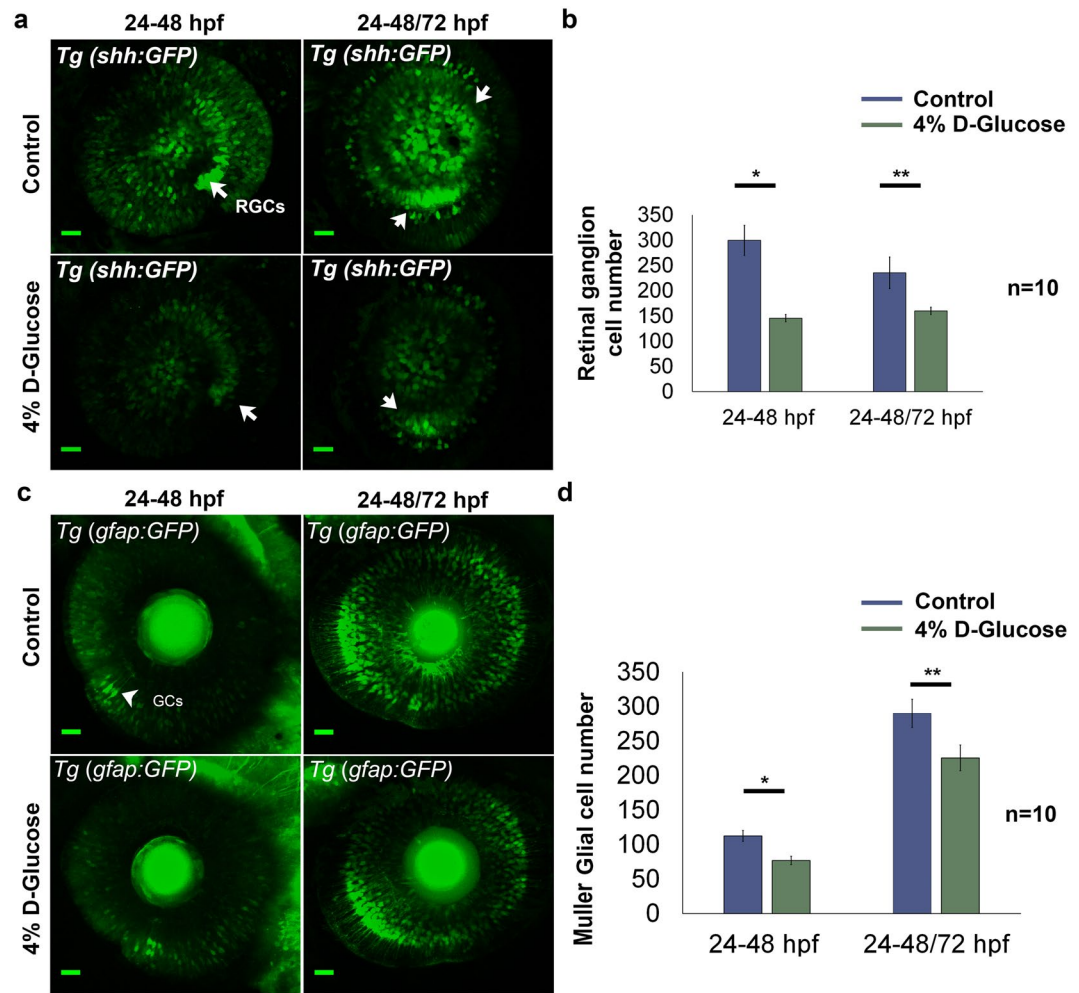 a
24-48 hpf
24-48/72 hpf
Control
4% D-Glucose
Tg (shh:GFP)
Tg (shh:GFP)
RGCs
Tg (shh:GFP)
Tg (shh:GFP)
b
Control
4% D-Glucose
*
**
Retinal ganglion
cell number
350
300
250
200
150
100
50
0
24-48 hpf
24-48/72 hpf
n=10
c
24-48 hpf
24-48/72 hpf
Control
4% D-Glucose
Tg (gfap:GFP)
Tg (gfap:GFP)
GCs
Tg (gfap:GFP)
Tg (gfap:GFP)
d
Control
4% D-Glucose
*
**
Muller Glial cell number
350
300
250
200
150
100
50
0
24-48 hpf
24-48/72 hpf
n=10